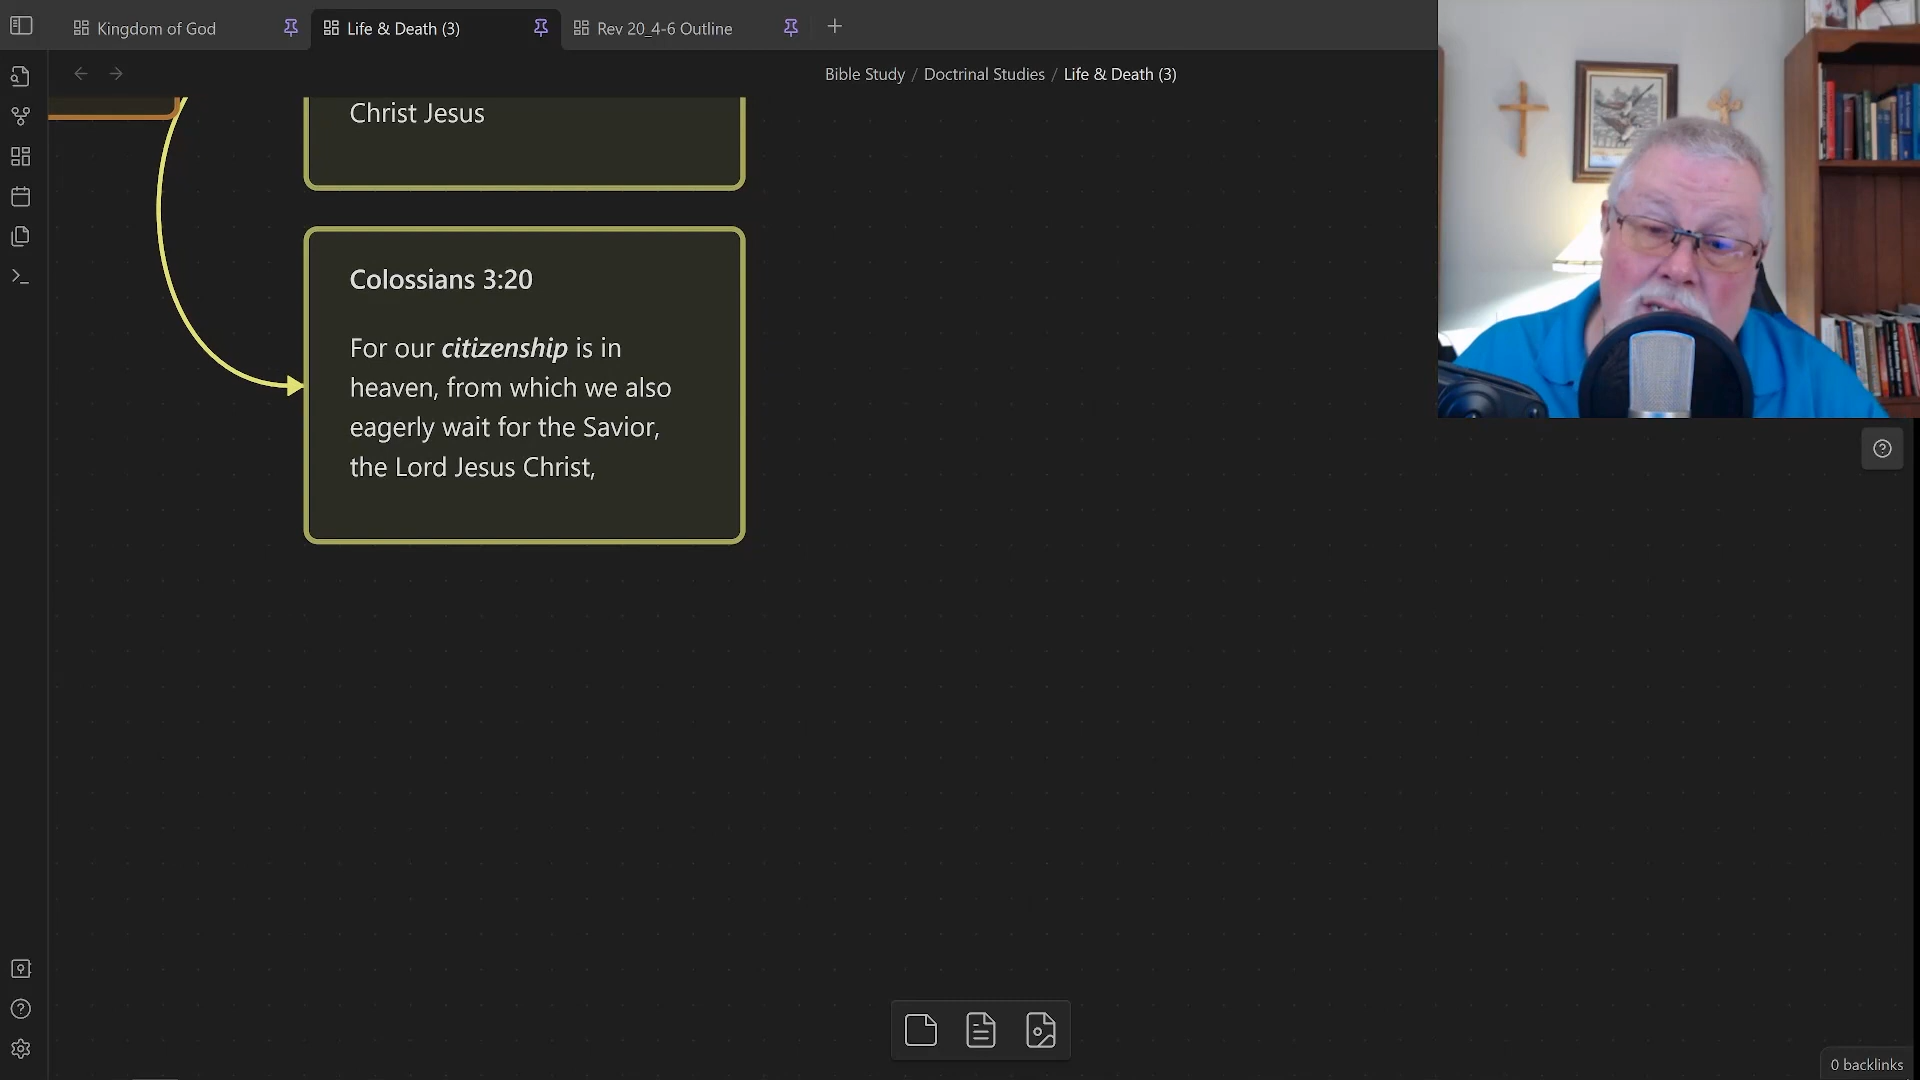 Kingdom of God
Life & Death (3)
Rev 20_4-6 Outline
Bible Study / Doctrinal Studies / Life & Death (3)
Christ Jesus
Colossians 3:20
For our citizenship is in
heaven, from which we also
eagerly wait for the Savior,
the Lord Jesus Christ,
0 backlinks